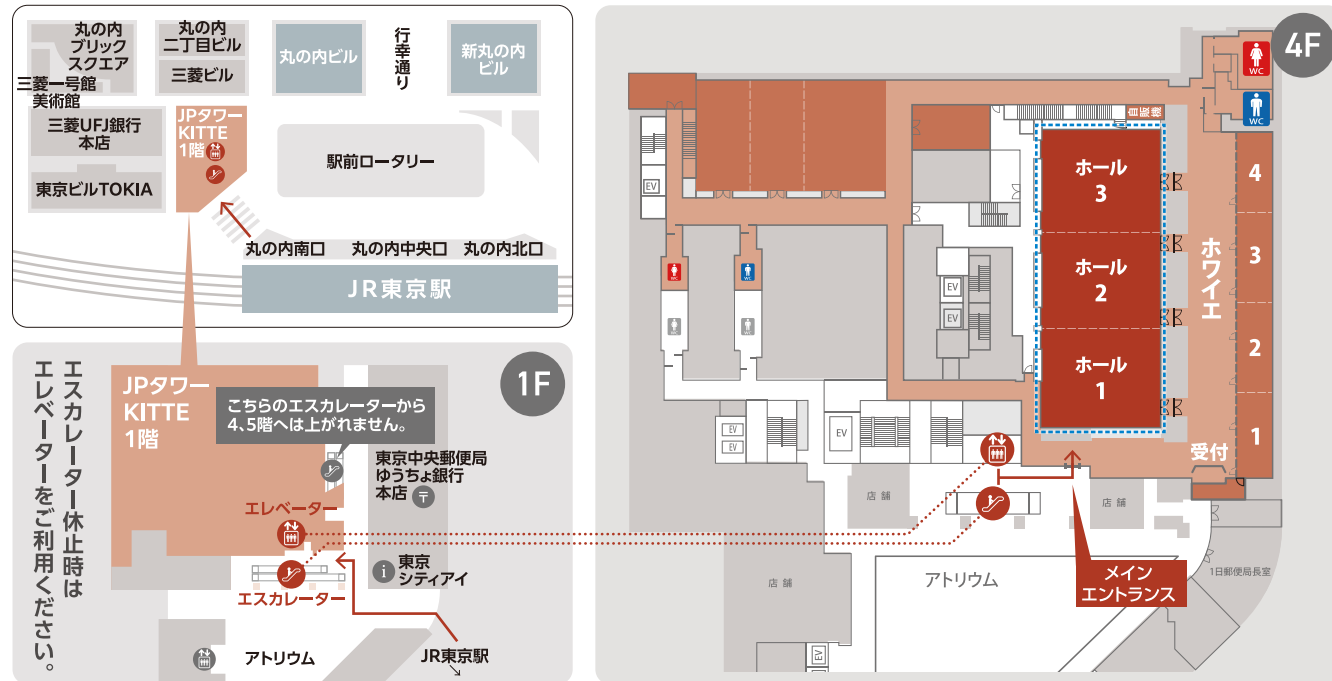 丸の内
ブリック
スクエア
丸の内
二丁目ビル
三菱ビル
丸の内ビル
行幸通り
新丸の内
ビル
三菱一号館
美術館
三菱UFJ銀行
本店
東京ビルTOKIA
JPタワー
KITTE
1階
駅前ロータリー
丸の内南口
丸の内中央口
丸の内北口
JR東京駅
エスカレーター休止時は
エレベーターをご利用ください。
1F
JPタワー
KITTE
1階
こちらのエスカレーターから
4、5階へは上がれません。
東京中央郵便局
ゆうちょ銀行
本店
〒
エレベーター
i
東京
シティアイ
エスカレーター
アトリウム
JR東京駅
4F
WC
WC
自販機
EV
ホール
3
ホール
2
ホール
1
ホワイエ
4
3
2
1
WC
WC
WC
WC
EV
EV
EV
EV
EV
受付
店舗
店舗
店舗
アトリウム
メイン
エントランス
1日郵便局長室
EV
EV